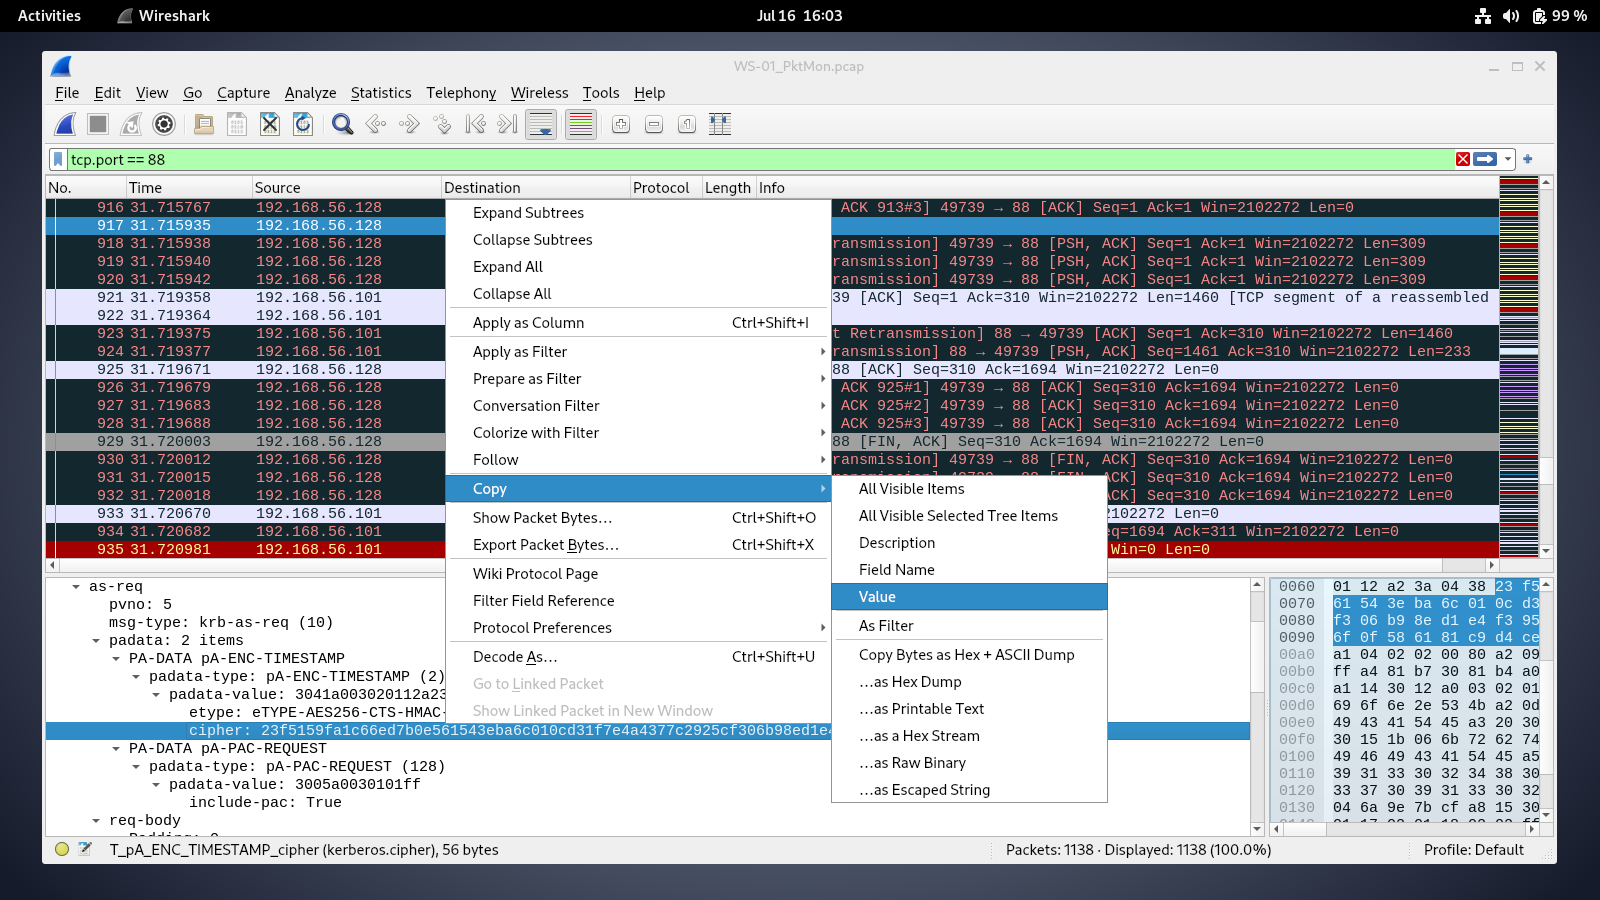 Activities Wireshark Jul 16 16:03 99 %
WS-01_PktMon.pcap
File Edit View Go Capture Analyze Statistics Telephony Wireless Tools Help
tcp.port == 88
No. Time Source Destination Protocol Length Info
916 31.715767 192.168.56.128 ACK 913#3] 49739 → 88 [ACK] Seq=1 Ack=1 Win=2102272 Len=0
917 31.715935 192.168.56.128
918 31.715938 192.168.56.128 ransmission] 49739 → 88 [PSH, ACK] Seq=1 Ack=1 Win=2102272 Len=309
919 31.715940 192.168.56.128 ransmission] 49739 → 88 [PSH, ACK] Seq=1 Ack=1 Win=2102272 Len=309
920 31.715942 192.168.56.128 ransmission] 49739 → 88 [PSH, ACK] Seq=1 Ack=1 Win=2102272 Len=309
921 31.719358 192.168.56.101 39 [ACK] Seq=1 Ack=310 Win=2102272 Len=1460 [TCP segment of a reassembled
922 31.719364 192.168.56.101
923 31.719375 192.168.56.101 t Retransmission] 88 → 49739 [ACK] Seq=1 Ack=310 Win=2102272 Len=1460
924 31.719377 192.168.56.101 ransmission] 88 → 49739 [PSH, ACK] Seq=1461 Ack=310 Win=2102272 Len=233
925 31.719671 192.168.56.128 88 [ACK] Seq=310 Ack=1694 Win=2102272 Len=0
926 31.719679 192.168.56.128 ACK 925#1] 49739 → 88 [ACK] Seq=310 Ack=1694 Win=2102272 Len=0
927 31.719683 192.168.56.128 ACK 925#2] 49739 → 88 [ACK] Seq=310 Ack=1694 Win=2102272 Len=0
928 31.719688 192.168.56.128 ACK 925#3] 49739 → 88 [ACK] Seq=310 Ack=1694 Win=2102272 Len=0
929 31.720003 192.168.56.128 88 [FIN, ACK] Seq=310 Ack=1694 Win=2102272 Len=0
930 31.720012 192.168.56.128 ransmission] 49739 → 88 [FIN, ACK] Seq=310 Ack=1694 Win=2102272 Len=0
931 31.720015 192.168.56.128 CK] Seq=310 Ack=1694 Win=2102272 Len=0
932 31.720018 192.168.56.128 CK] Seq=310 Ack=1694 Win=2102272 Len=0
933 31.720670 192.168.56.101 2102272 Len=0
934 31.720682 192.168.56.101 eq=1694 Ack=311 Win=2102272 Len=0
935 31.720981 192.168.56.101 Win=0 Len=0
Expand Subtrees
Collapse Subtrees
Expand All
Collapse All
Apply as Column Ctrl+Shift+I
Apply as Filter
Prepare as Filter
Conversation Filter
Colorize with Filter
Follow
Copy
Show Packet Bytes… Ctrl+Shift+O
Export Packet Bytes… Ctrl+Shift+X
Wiki Protocol Page
Filter Field Reference
Protocol Preferences
Decode As… Ctrl+Shift+U
Go to Linked Packet
Show Linked Packet in New Window
All Visible Items
All Visible Selected Tree Items
Description
Field Name
Value
As Filter
Copy Bytes as Hex + ASCII Dump
…as Hex Dump
…as Printable Text
…as a Hex Stream
…as Raw Binary
…as Escaped String
as-req
pvno: 5
msg-type: krb-as-req (10)
padata: 2 items
PA-DATA pA-ENC-TIMESTAMP
padata-type: pA-ENC-TIMESTAMP (2)
padata-value: 3041a003020112a23
etype: eTYPE-AES256-CTS-HMAC-
cipher: 23f5159fa1c66ed7b0e561543eba6c010cd31f7e4a4377c2925cf306b98ed1e4
PA-DATA pA-PAC-REQUEST
padata-type: pA-PAC-REQUEST (128)
padata-value: 3005a0030101ff
include-pac: True
req-body
0060 01 12 a2 3a 04 38 23 f5
0070 61 54 3e ba 6c 01 0c d3
0080 f3 06 b9 8e d1 e4 f3 95
0090 6f 0f 58 61 81 c9 d4 ce
00a0 a1 04 02 02 00 80 a2 09
00b0 ff a4 81 b7 30 81 b4 a0
00c0 a1 14 30 12 a0 03 02 01
00d0 69 6f 6e 2e 53 4b a2 0d
00e0 49 43 41 54 45 a3 20 30
00f0 30 15 1b 06 6b 72 62 74
0100 49 46 49 43 41 54 45 a5
0110 39 31 33 30 32 34 38 30
0120 33 37 30 39 31 33 30 32
0130 04 6a 9e 7b cf a8 15 30
T_pA_ENC_TIMESTAMP_cipher (kerberos.cipher), 56 bytes
Packets: 1138 · Displayed: 1138 (100.0%)
Profile: Default